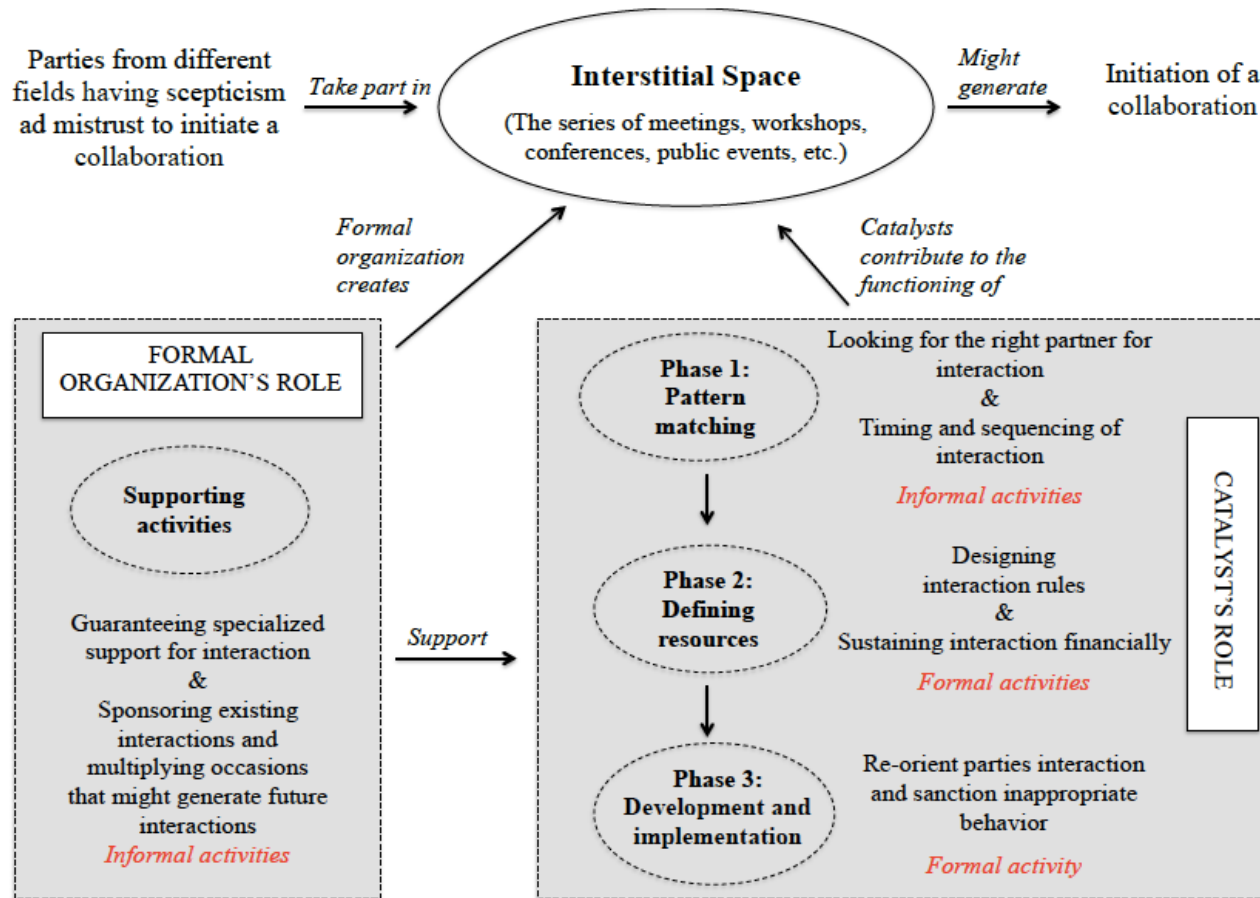 Parties from different
fields having scepticism
ad mistrust to initiate a
collaboration
Take part in
Interstitial Space
(The series of meetings, workshops,
conferences, public events, etc.)
Might
generate
Initiation of a
collaboration
Formal
organization
creates
Catalysts
contribute to the
functioning of
FORMAL
ORGANIZATION’S ROLE
Supporting
activities
Guaranteeing specialized
support for interaction
&
Sponsoring existing
interactions and
multiplying occasions
that might generate future
interactions
Informal activities
Support
Phase 1:
Pattern
matching
Looking for the right partner for
interaction
&
Timing and sequencing of
interaction
Informal activities
Phase 2:
Defining
resources
Designing
interaction rules
&
Sustaining interaction financially
Formal activities
Phase 3:
Development and
implementation
Re-orient parties interaction
and sanction inappropriate
behavior
Formal activity
CATALYST’S ROLE